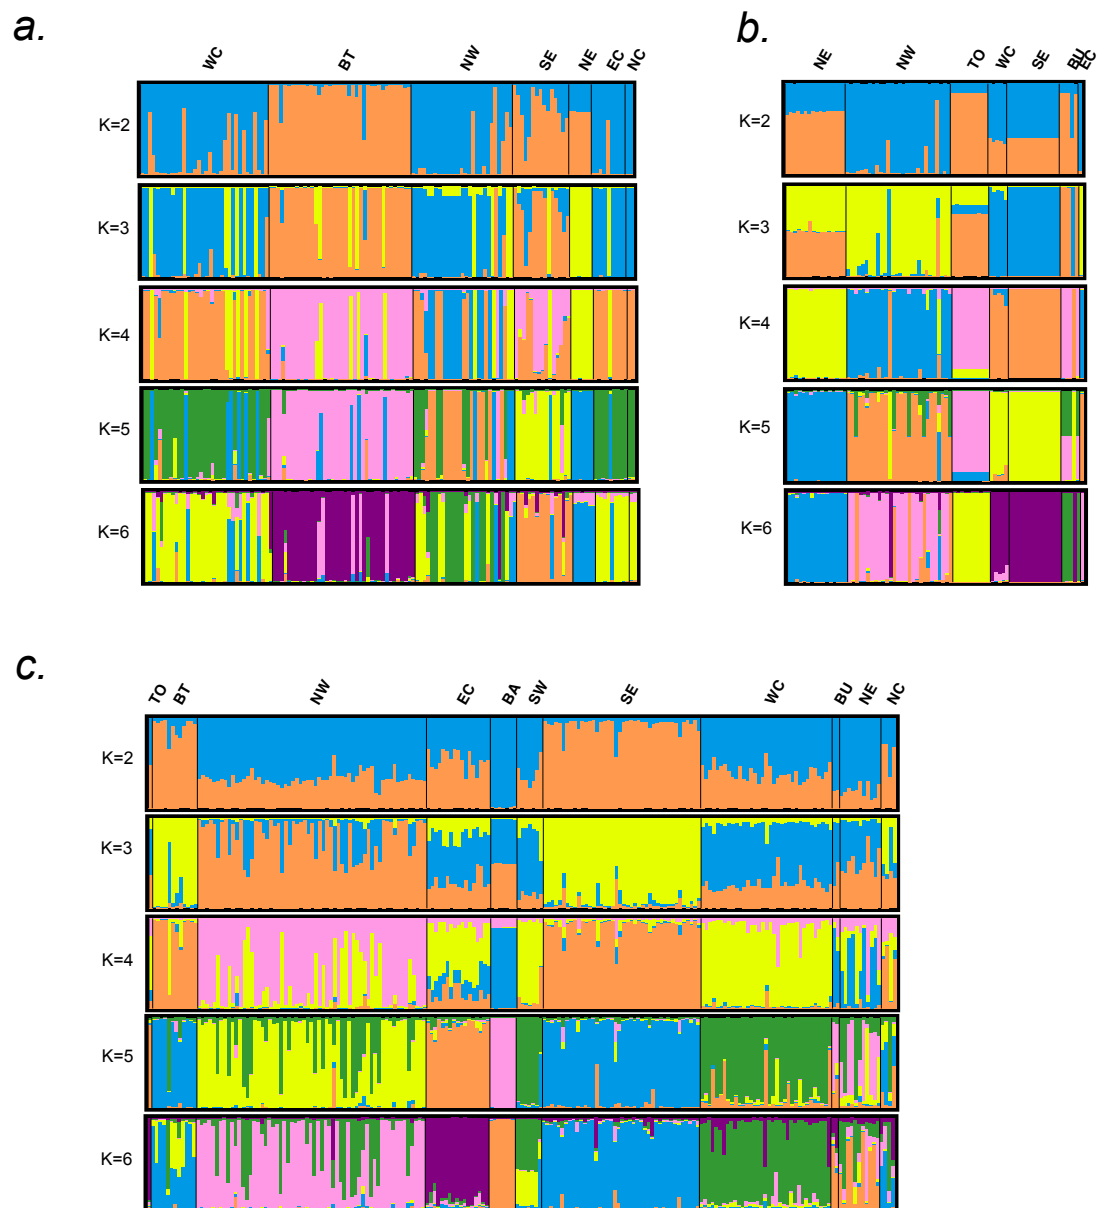 a.
WC BT NW SE NE EC NC
K=2
K=3
K=4
K=5
K=6
b.
NE NW TO WC SE BU EC
K=2
K=3
K=4
K=5
K=6
c.
TO BT NW EC BA SW SE WC BU NE NC
K=2
K=3
K=4
K=5
K=6